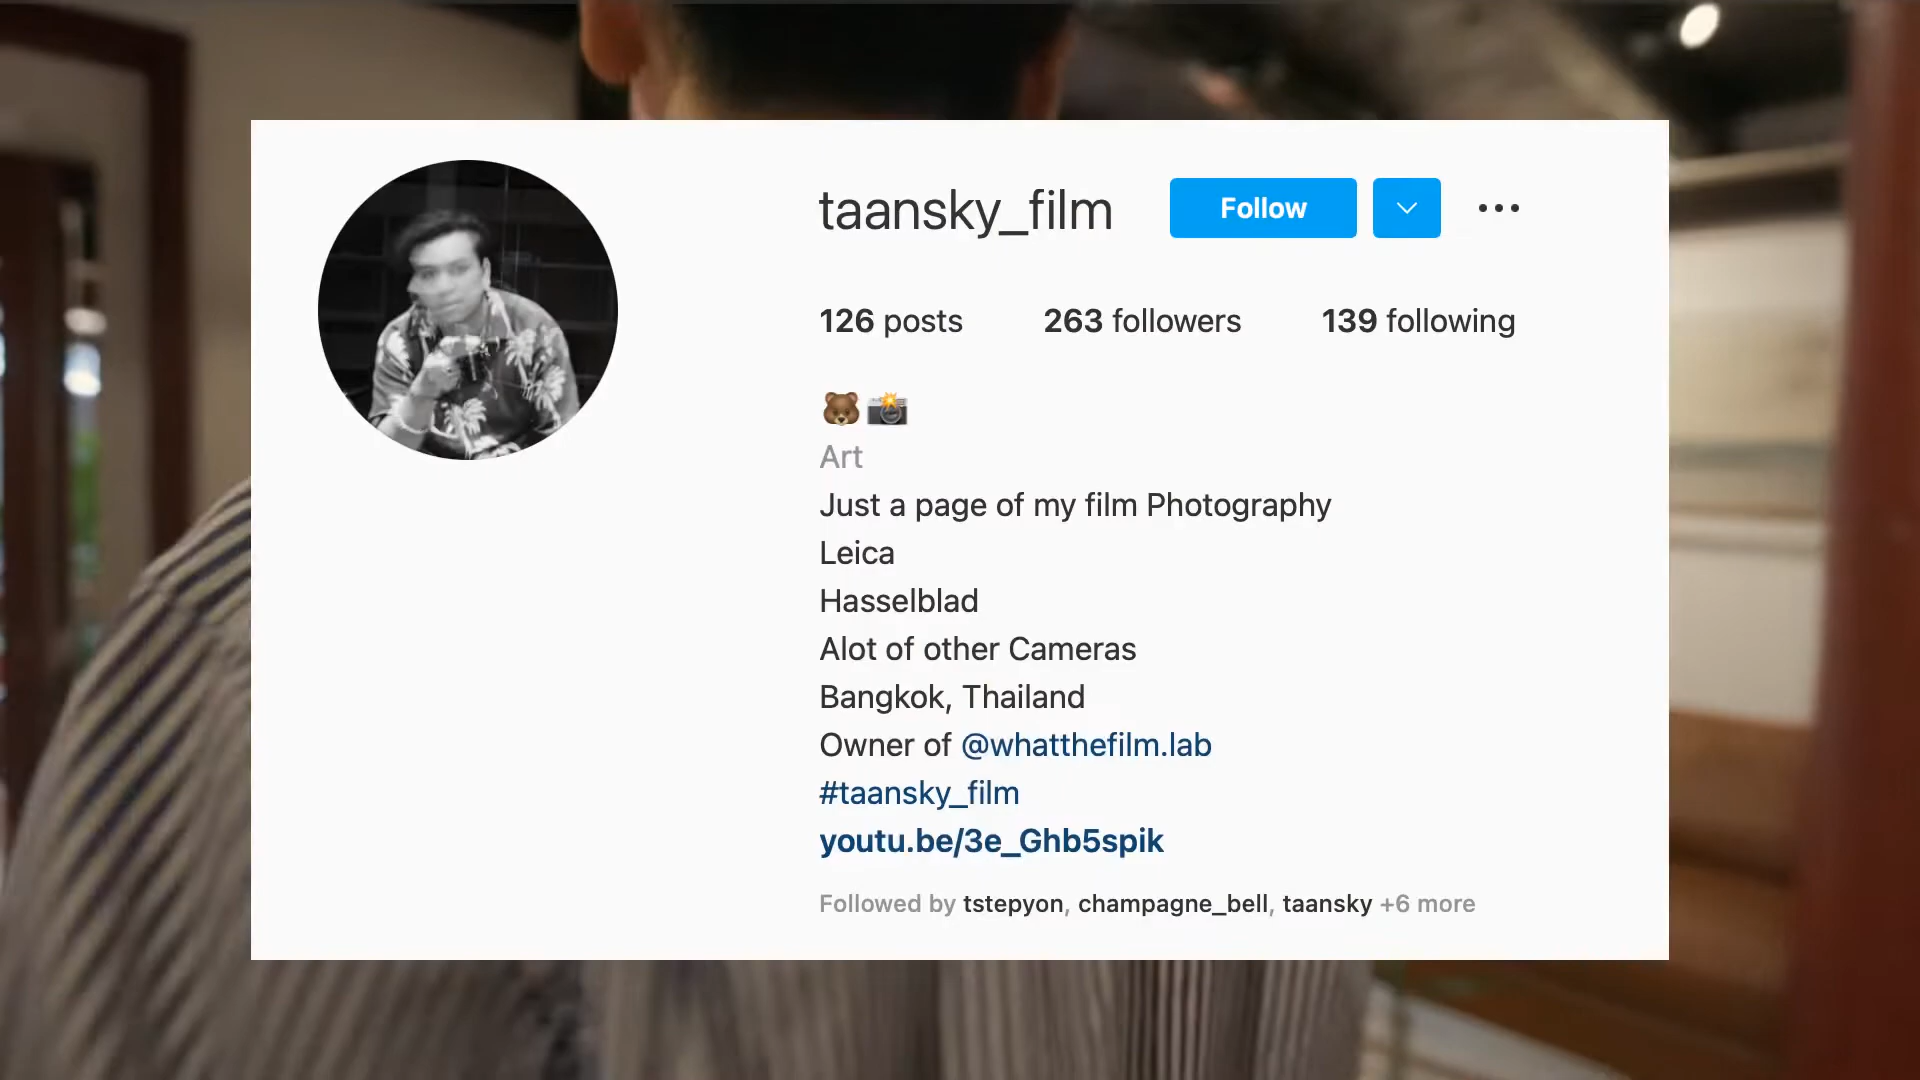 taansky_film Follow
126 posts 263 followers 139 following
🐻📸
Art
Just a page of my film Photography
Leica
Hasselblad
Alot of other Cameras
Bangkok, Thailand
Owner of @whatthefilm.lab
#taansky_film
youtu.be/3e_Ghb5spik
Followed by tstepyon, champagne_bell, taansky +6 more